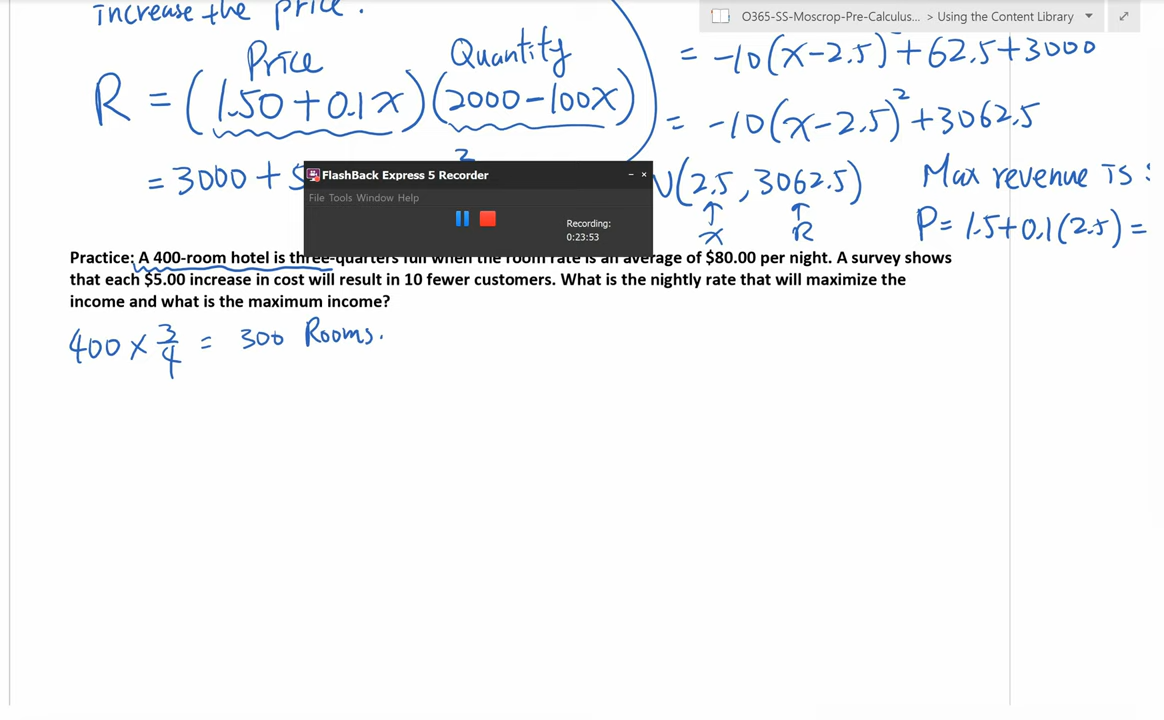 increase the price.
O365-SS-Moscrop-Pre-Calculus... > Using the Content Library
Price Quantity
R = (1.50 + 0.1x)(2000 - 100x)
= 3000 +
2
= -10(x-2.5)² + 62.5 + 3000
= -10(x-2.5)² + 3062.5
V(2.5, 3062.5)
x R
Max revenue is:
P = 1.5 + 0.1(2.5) =
FlashBack Express 5 Recorder
File Tools Window Help
Recording:
0:23:53
Practice: A 400-room hotel is three-quarters full when the room rate is an average of $80.00 per night. A survey shows
that each $5.00 increase in cost will result in 10 fewer customers. What is the nightly rate that will maximize the
income and what is the maximum income?
400 × 3/4 = 300 Rooms.